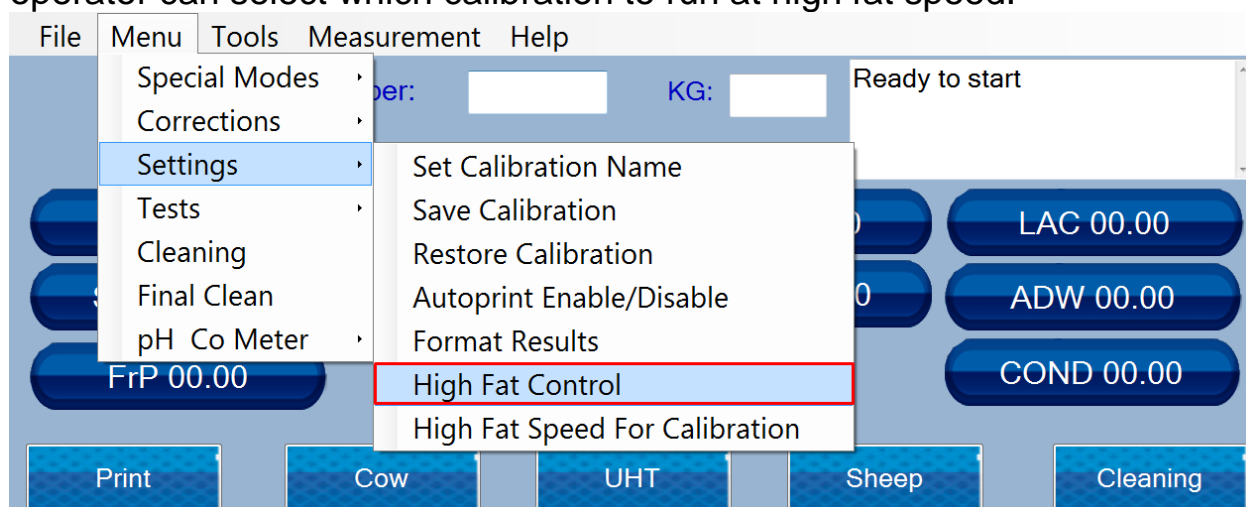 operator can select which calibration to run at high fat speed.
File Menu Tools Measurement Help
Special Modes
KG:
Ready to start
Corrections
Settings
Set Calibration Name
Tests
Save Calibration
LAC 00.00
Cleaning
Restore Calibration
Final Clean
Autoprint Enable/Disable
ADW 00.00
pH Co Meter
Format Results
FrP 00.00
High Fat Control
COND 00.00
High Fat Speed For Calibration
Print Cow UHT Sheep Cleaning